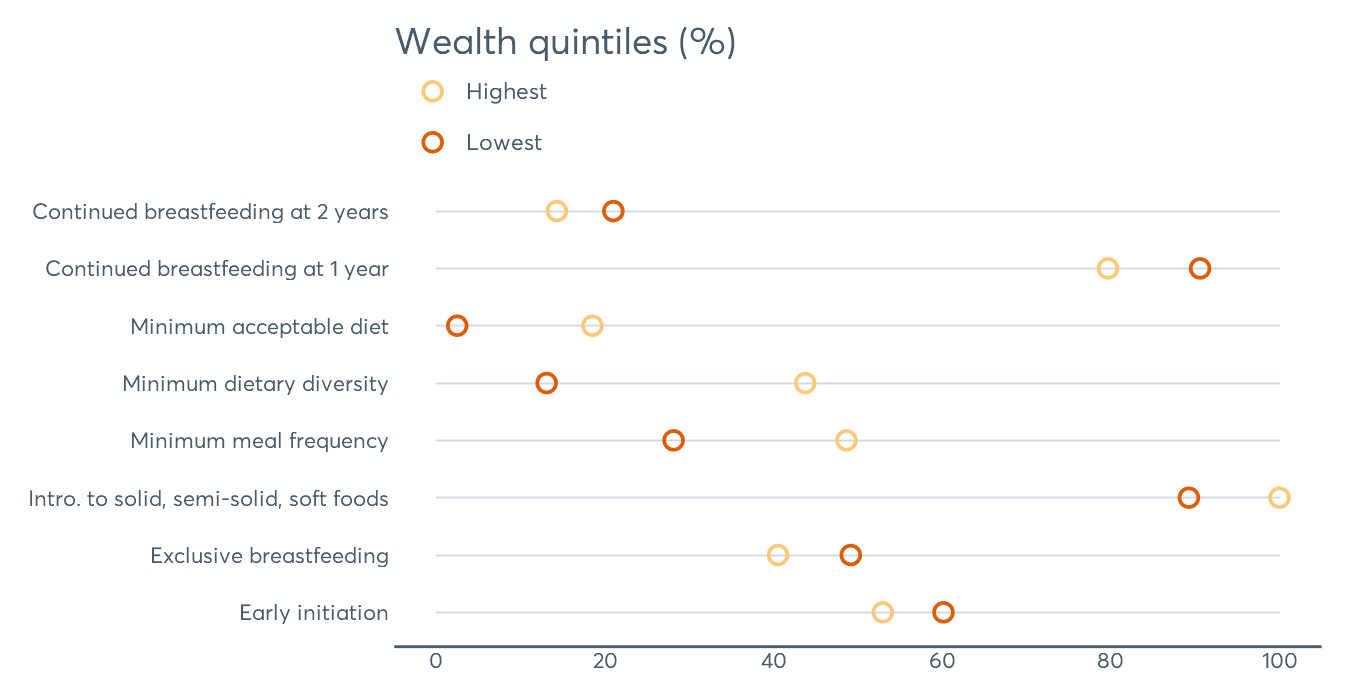 Wealth quintiles (%)
Highest
Lowest
Continued breastfeeding at 2 years
Continued breastfeeding at 1 year
Minimum acceptable diet
Minimum dietary diversity
Minimum meal frequency
Intro. to solid, semi-solid, soft foods
Exclusive breastfeeding
Early initiation
0 20 40 60 80 100